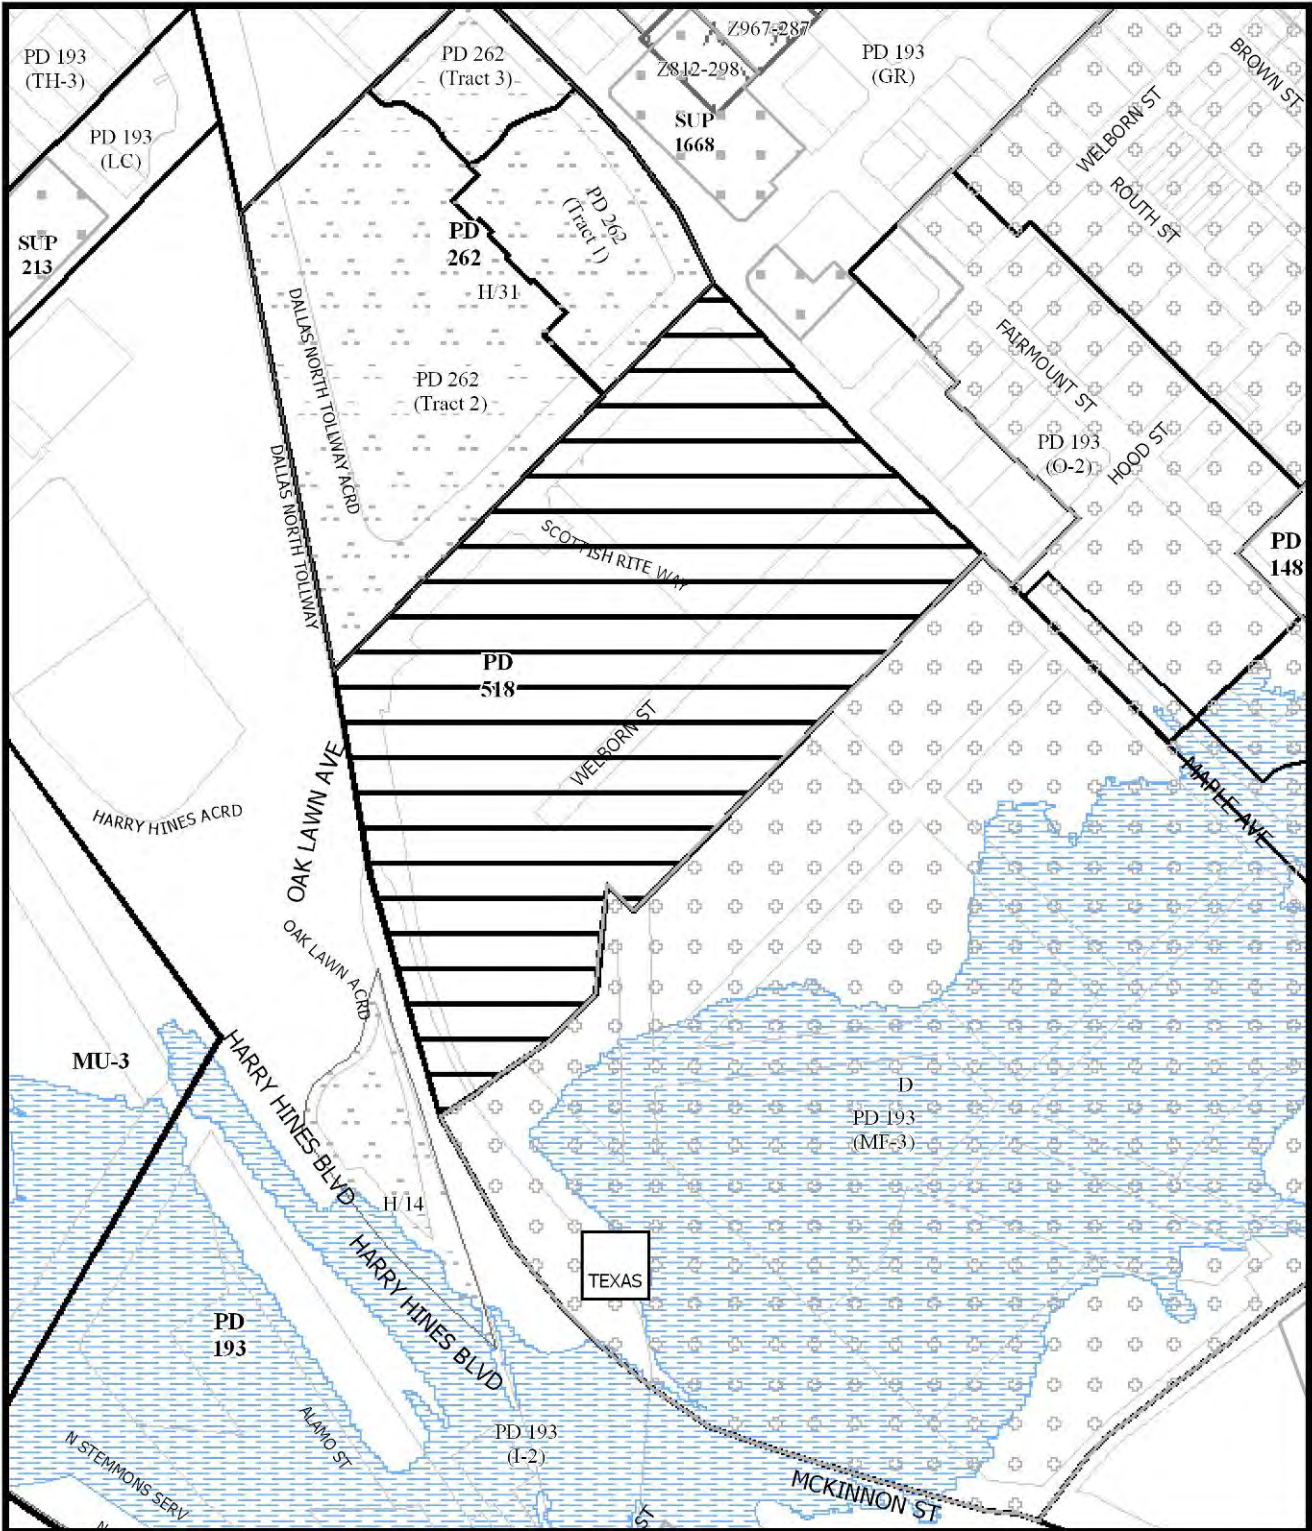 PD 193
(TH-3)
PD 262
(Tract 3)
Z967-287
Z812-298
PD 193
(GR)
BROWN ST
WELBORN ST
PD 193
(LC)
SUP
1668
ROUTH ST
SUP
213
PD
262
PD 262
(Tract 1)
H/31
DALLAS NORTH TOLLWAY ACRD
PD 262
(Tract 2)
FAIRMOUNT ST
PD 193
(O-2)
HOOD ST
DALLAS NORTH TOLLWAY
SCOTTISH RITE WAY
PD
148
PD
518
WELBORN ST
OAK LAWN AVE
MAPLE AVE
HARRY HINES ACRD
OAK LAWN ACRD
MU-3
HARRY HINES BLVD
D
PD 193
(MF-3)
H/14
HARRY HINES BLVD
TEXAS
PD
193
ALAMO ST
PD 193
(I-2)
N STEMMONS SERV
MCKINNON ST
ST
N